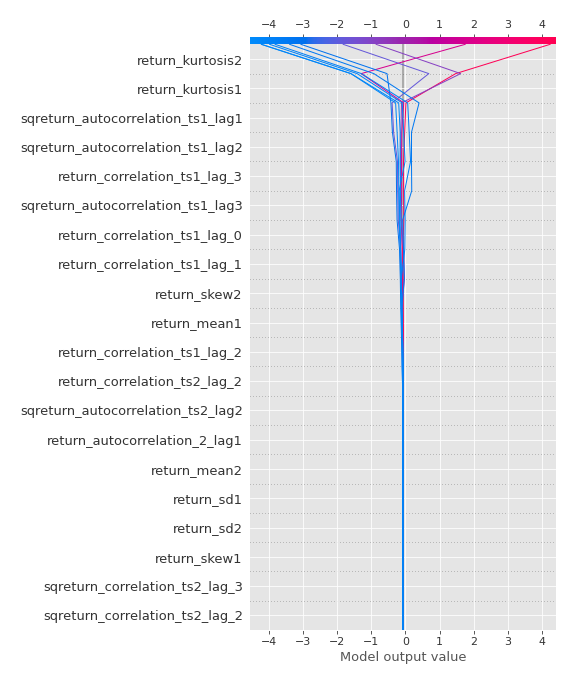 −4 −3 −2 −1 0 1 2 3 4
return_kurtosis2
return_kurtosis1
sqreturn_autocorrelation_ts1_lag1
sqreturn_autocorrelation_ts1_lag2
return_correlation_ts1_lag_3
sqreturn_autocorrelation_ts1_lag3
return_correlation_ts1_lag_0
return_correlation_ts1_lag_1
return_skew2
return_mean1
return_correlation_ts1_lag_2
return_correlation_ts2_lag_2
sqreturn_autocorrelation_ts2_lag2
return_autocorrelation_2_lag1
return_mean2
return_sd1
return_sd2
return_skew1
sqreturn_correlation_ts2_lag_3
sqreturn_correlation_ts2_lag_2
−4 −3 −2 −1 0 1 2 3 4
Model output value